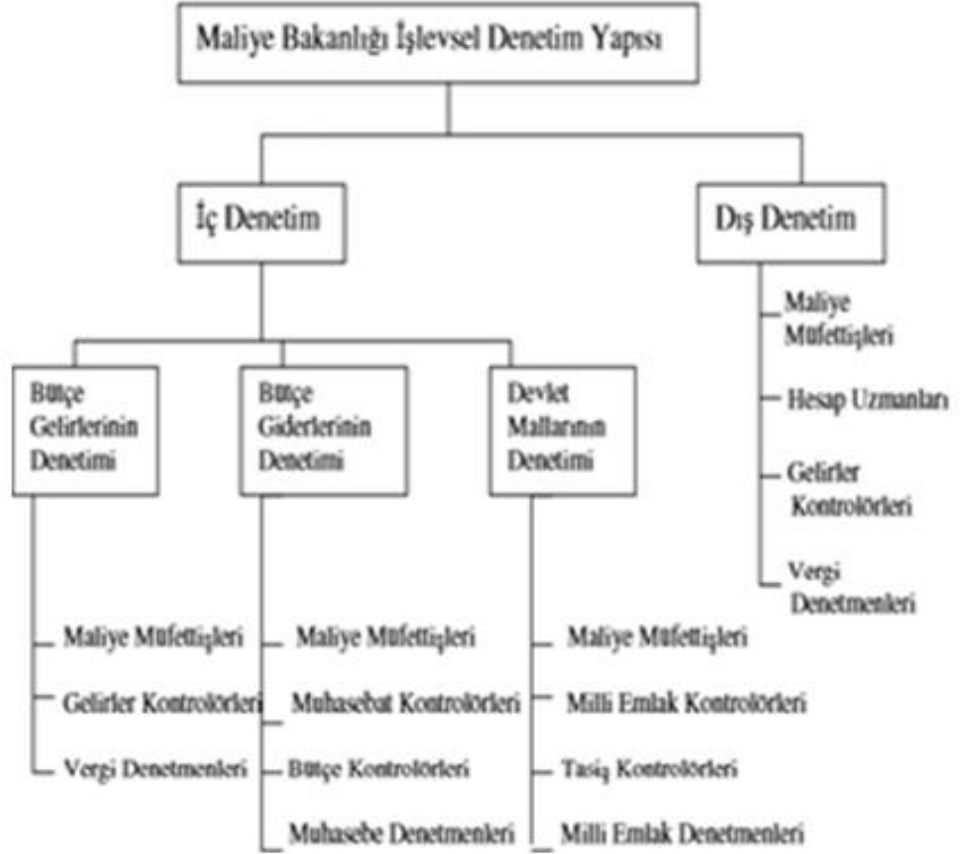 Maliye Bakanlığı İşlevsel Denetim Yapısı
İç Denetim
Dış Denetim
Maliye
Müfettişleri
Hesap Uzmanları
Gelirler
Kontrolörleri
Vergi
Denetmenleri
Bütçe
Gelirlerinin
Denetimi
Bütçe
Giderlerinin
Denetimi
Devlet
Mallarının
Denetimi
Maliye Müfettişleri
Gelirler Kontrolörleri
Vergi Denetmenleri
Maliye Müfettişleri
Muhasebat Kontrolörleri
Bütçe Kontrolörleri
Muhasebe Denetmenleri
Maliye Müfettişleri
Milli Emlak Kontrolörleri
Tasiş Kontrolörleri
Milli Emlak Denetmenleri